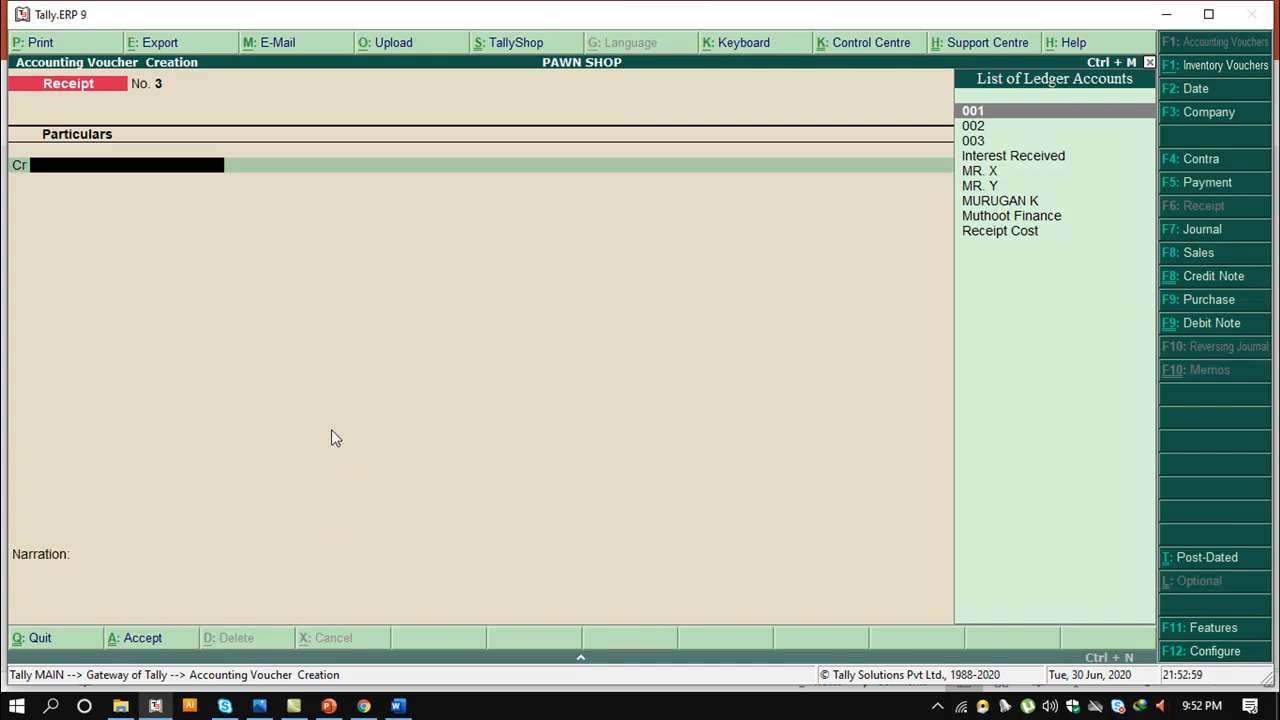 Tally.ERP 9
P: Print
E: Export
M: E-Mail
O: Upload
S: TallyShop
G: Language
K: Keyboard
K: Control Centre
H: Support Centre
H: Help
Accounting Voucher Creation
PAWN SHOP
Ctrl + M
Receipt No. 3
Particulars
Cr
Narration:
List of Ledger Accounts
001
002
003
Interest Received
MR. X
MR. Y
MURUGAN K
Muthoot Finance
Receipt Cost
F1: Accounting Vouchers
F1: Inventory Vouchers
F2: Date
F3: Company
F4: Contra
F5: Payment
F6: Receipt
F7: Journal
F8: Sales
F8: Credit Note
F9: Purchase
F9: Debit Note
F10: Reversing Journal
F10: Memos
T: Post-Dated
L: Optional
F11: Features
F12: Configure
Q: Quit
A: Accept
D: Delete
X: Cancel
Ctrl + N
Tally MAIN --> Gateway of Tally --> Accounting Voucher Creation
© Tally Solutions Pvt Ltd., 1988-2020
Tue, 30 Jun, 2020
21:52:59
9:52 PM